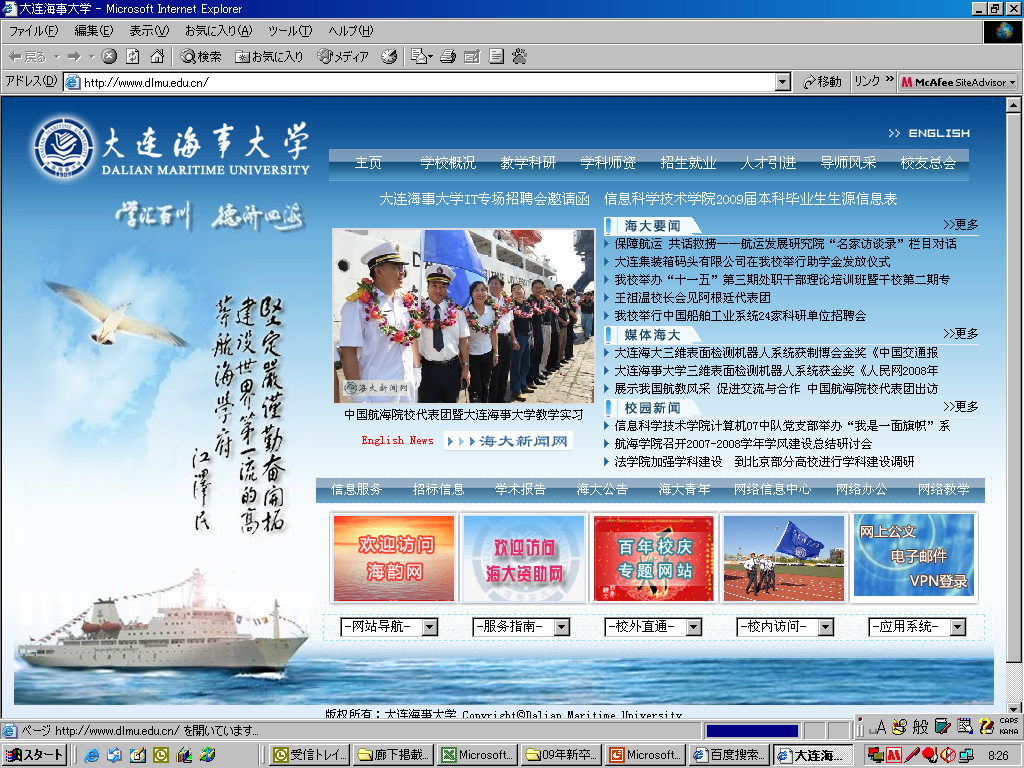 大连海事大学 - Microsoft Internet Explorer
ファイル(F) 編集(E) 表示(V) お気に入り(A) ツール(T) ヘルプ(H)
戻る 検索 お気に入り メディア
アドレス(D) http://www.dlmu.edu.cn/ 移動 リンク » McAfee SiteAdvisor
大连海事大学
DALIAN MARITIME UNIVERSITY
学汇百川 德济四海
>> ENGLISH
主页 学校概况 教学科研 学科师资 招生就业 人才引进 导师风采 校友总会
大连海事大学IT专场招聘会邀请函 信息科学技术学院2009届本科毕业生生源信息表
海大要闻 >>更多
保障航运 共话救捞——航运发展研究院“名家访谈录”栏目对话
大连集装箱码头有限公司在我校举行助学金发放仪式
我校举办“十一五”第三期处职干部理论培训班暨干校第二期专
王祖温校长会见阿根廷代表团
我校举行中国船舶工业系统24家科研单位招聘会
媒体海大 >>更多
大连海大三维表面检测机器人系统获制博会金奖《中国交通报
大连海事大学三维表面检测机器人系统获金奖《人民网2008年
展示我国航教风采 促进交流与合作 中国航海院校代表团出访
校园新闻 >>更多
信息科学技术学院计算机07中队党支部举办“我是一面旗帜”系
航海学院召开2007-2008学年学风建设总结研讨会
法学院加强学科建设 到北京部分高校进行学科建设调研
海大新闻网
中国航海院校代表团暨大连海事大学教学实习
English News 海大新闻网
堅定嚴謹勤奮開拓
建设世界第一流的高
等航海學府
江澤民
信息服务 招标信息 学术报告 海大公告 海大青年 网络信息中心 网络办公 网络教学
欢迎访问
海韵网
欢迎访问
海大资助网
百年校庆
专题网站
网上公文
电子邮件
VPN登录
-网站导航- -服务指南- -校外直通- -校内访问- -应用系统-
版权所有：大连海事大学 Copyright©Dalian Maritime University
ページ http://www.dlmu.edu.cn/ を開いています...
A 般 CAPS
KANA
スタート 受信トレイ... 廊下掲載... Microsoft... 09年新卒... Microsoft... 百度搜索... 大连海... 8:26